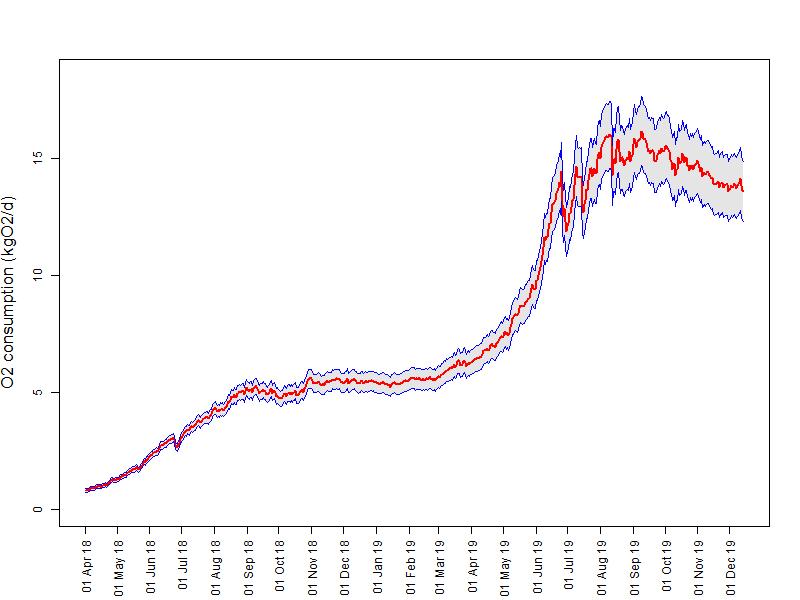 O2 consumption (kgO2/d)
15
10
5
0
01 Apr 18
01 May 18
01 Jun 18
01 Jul 18
01 Aug 18
01 Sep 18
01 Oct 18
01 Nov 18
01 Dec 18
01 Jan 19
01 Feb 19
01 Mar 19
01 Apr 19
01 May 19
01 Jun 19
01 Jul 19
01 Aug 19
01 Sep 19
01 Oct 19
01 Nov 19
01 Dec 19